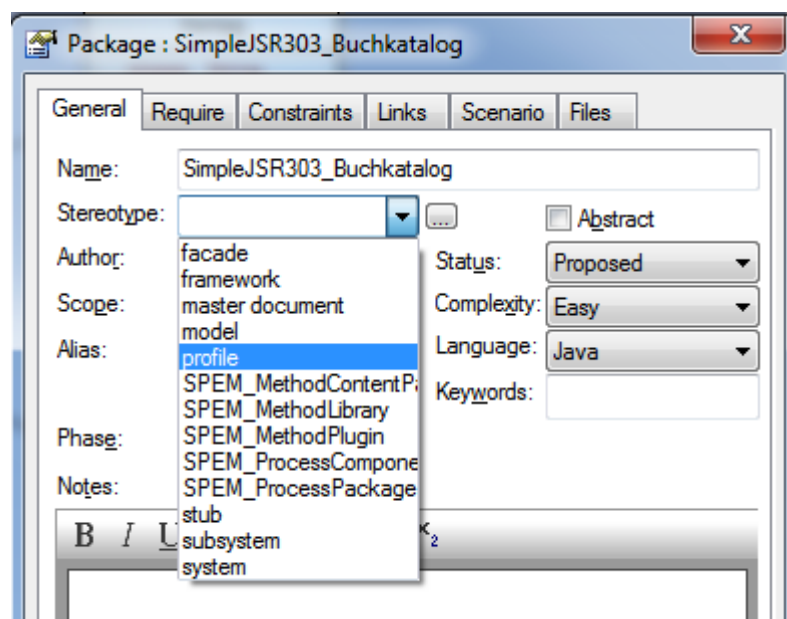 Package : SimpleJSR303_Buchkatalog
General Require Constraints Links Scenario Files
Name: SimpleJSR303_Buchkatalog
Stereotype: ... Abstract
Author: Status: Proposed
Scope: Complexity: Easy
Alias: Language: Java
Keywords:
Phase:
Notes:
facade
framework
master document
model
profile
SPEM_MethodContentPa
SPEM_MethodLibrary
SPEM_MethodPlugin
SPEM_ProcessCompone
SPEM_ProcessPackage
stub
subsystem
system
B I U x₂